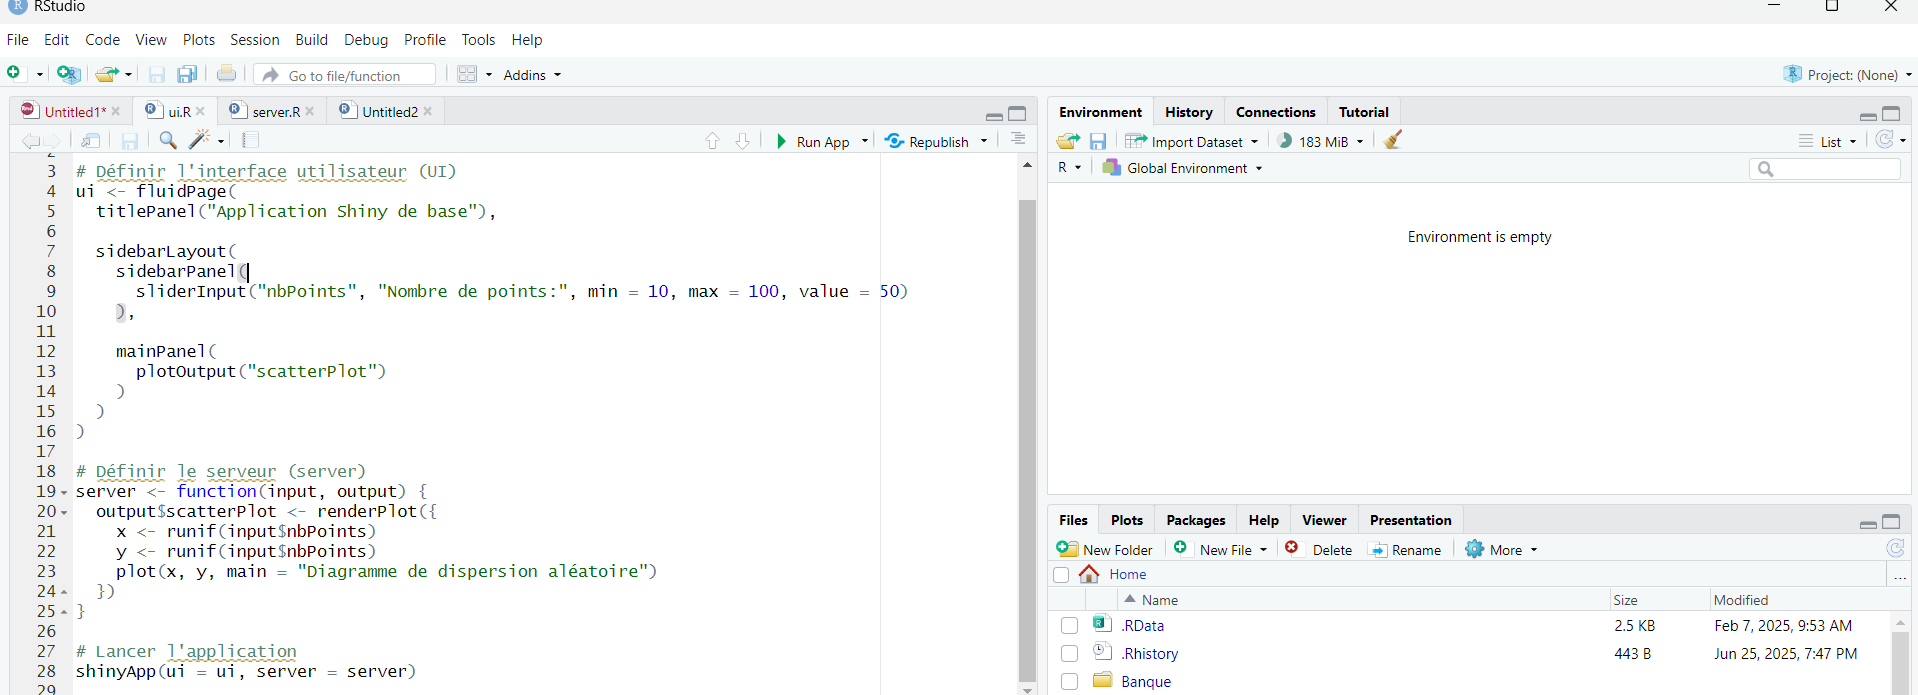 RStudio
File Edit Code View Plots Session Build Debug Profile Tools Help
Go to file/function Addins Project: (None)
Untitled1* ui.R server.R Untitled2
Run App Republish
3 # Définir l'interface utilisateur (UI)
4 ui <- fluidPage(
5 titlePanel("Application Shiny de base"),
6
7 sidebarLayout(
8 sidebarPanel(
9 sliderInput("nbPoints", "Nombre de points:", min = 10, max = 100, value = 50)
10 ),
11
12 mainPanel(
13 plotOutput("scatterPlot")
14 )
15 )
16 )
17
18 # Définir le serveur (server)
19 server <- function(input, output) {
20 output$scatterPlot <- renderPlot({
21 x <- runif(input$nbPoints)
22 y <- runif(input$nbPoints)
23 plot(x, y, main = "Diagramme de dispersion aléatoire")
24 })
25 }
26
27 # Lancer l'application
28 shinyApp(ui = ui, server = server)
29
Environment History Connections Tutorial
Import Dataset 183 MiB List
R Global Environment
Environment is empty
Files Plots Packages Help Viewer Presentation
New Folder New File Delete Rename More
Home ...
Name Size Modified
.RData 2.5 KB Feb 7, 2025, 9:53 AM
.Rhistory 443 B Jun 25, 2025, 7:47 PM
Banque